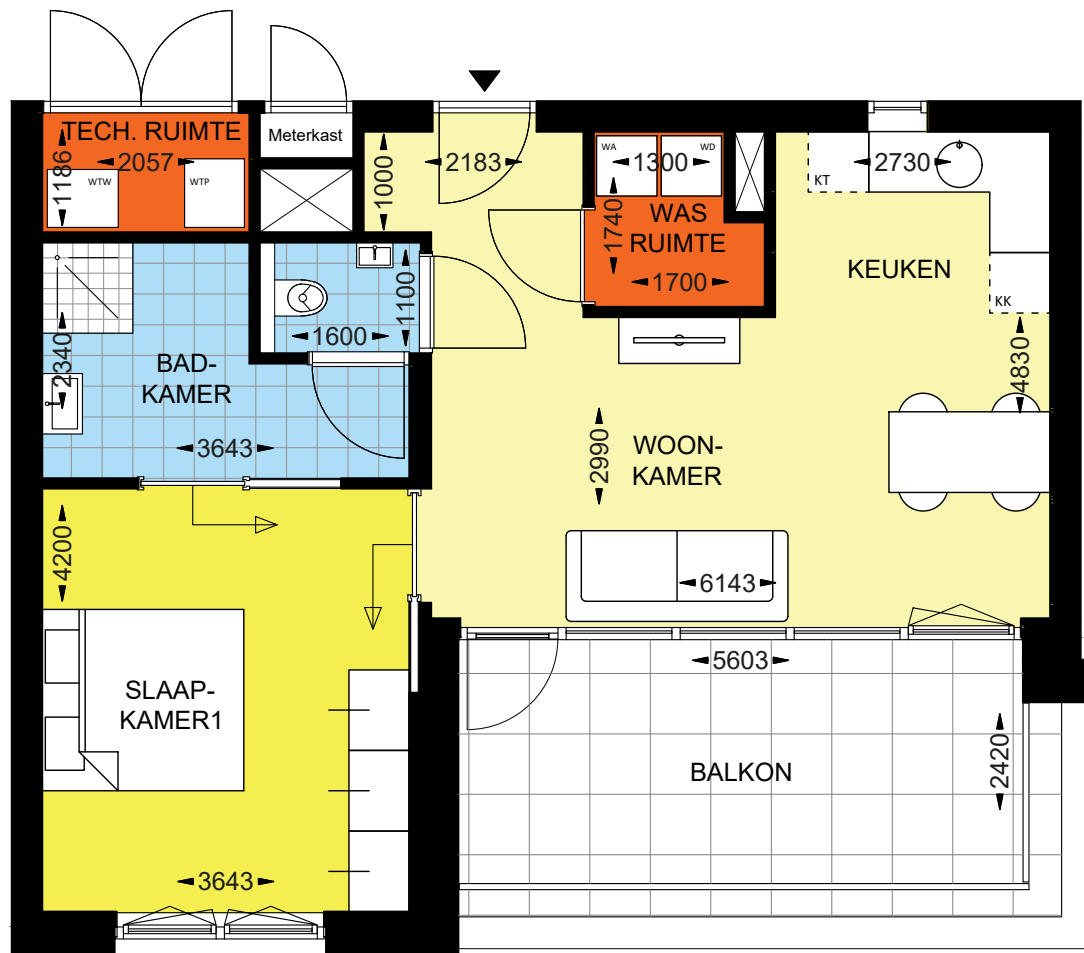 TECH. RUIMTE
2057
1186
WTW
WTP
Meterkast
1000
2183
WA
1300
WD
1740
WAS
RUIMTE
1700
2730
KT
KEUKEN
KK
4830
1100
1600
2340
BAD-
KAMER
3643
2990
WOON-
KAMER
6143
4200
SLAAP-
KAMER1
3643
5603
BALKON
2420